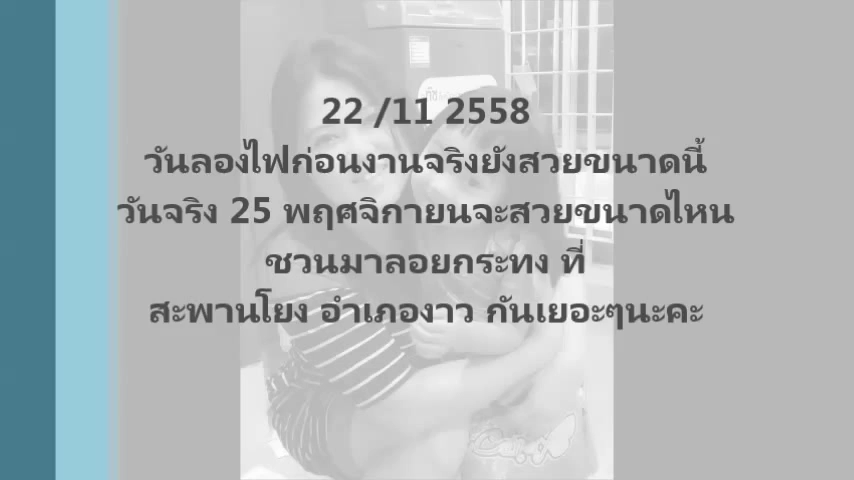 22 /11 2558
วันลองไฟก่อนงานจริงยังสวยขนาดนี้
วันจริง 25 พฤศจิกายนจะสวยขนาดไหน
ชวนมาลอยกระทง ที่
สะพานโยง อำเภองาว กันเยอะๆนะคะ